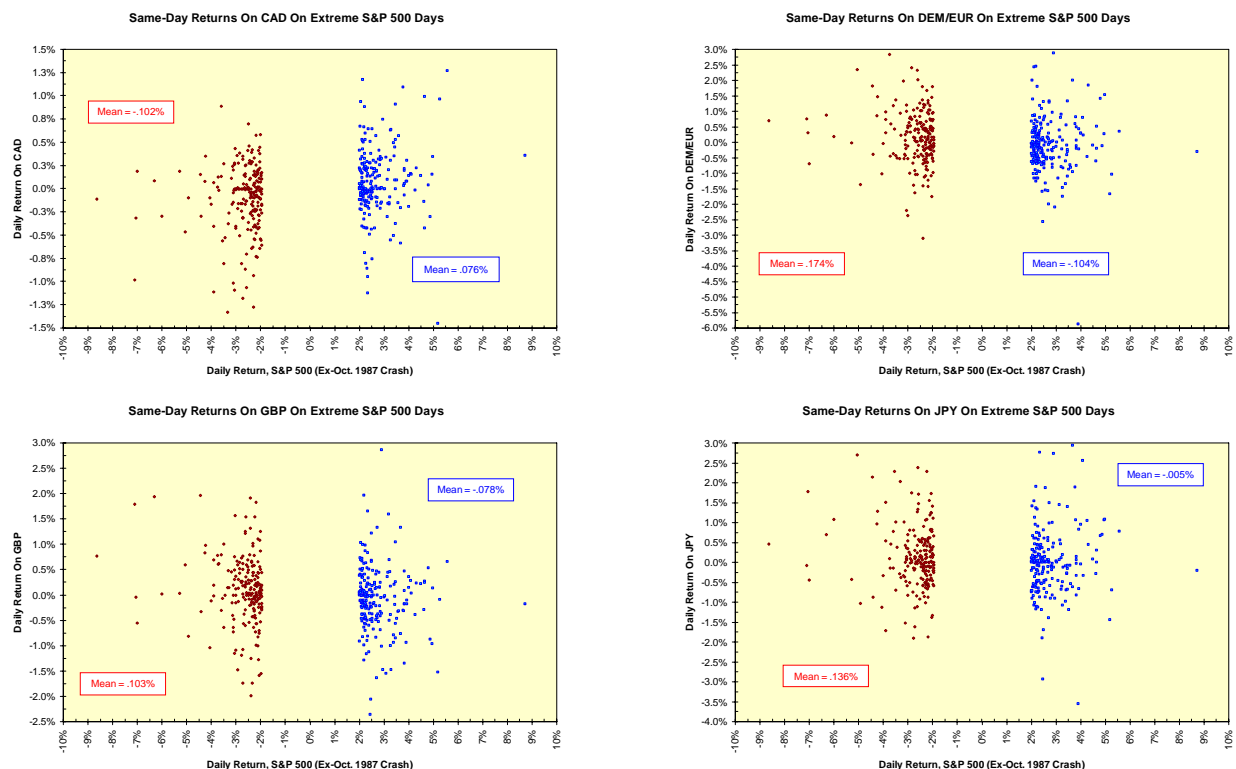 Same-Day Returns On CAD On Extreme S&P 500 Days
1.5%
1.3%
1.0%
0.8%
0.5%
0.3%
0.0%
-0.3%
-0.5%
-0.8%
-1.0%
-1.3%
-1.5%
Daily Return On CAD
Mean = -.102%
Mean = .076%
-10% -9% -8% -7% -6% -5% -4% -3% -2% 0% 0% 2% 2% 3% 4% 5% 6% 7% 8% 9% 10%
Daily Return, S&P 500 (Ex-Oct. 1987 Crash)
Same-Day Returns On DEM/EUR On Extreme S&P 500 Days
3.0%
2.5%
2.0%
1.5%
1.0%
0.5%
0.0%
-0.5%
-1.0%
-1.5%
-2.0%
-2.5%
-3.0%
-3.5%
-4.0%
-4.5%
-5.0%
-5.5%
-6.0%
Daily Return On DEM/EUR
Mean = .174%
Mean = -.104%
-10% -9% -8% -7% -6% -5% -4% -3% -2% 0% 0% 2% 2% 3% 4% 5% 6% 7% 8% 9% 10%
Daily Return, S&P 500 (Ex-Oct. 1987 Crash)
Same-Day Returns On GBP On Extreme S&P 500 Days
3.0%
2.5%
2.0%
1.5%
1.0%
0.5%
0.0%
-0.5%
-1.0%
-1.5%
-2.0%
-2.5%
Daily Return On GBP
Mean = -.078%
Mean = .103%
-10% -9% -8% -7% -6% -5% -4% -3% -2% 0% 0% 2% 2% 3% 4% 5% 6% 7% 8% 9% 10%
Daily Return, S&P 500 (Ex-Oct. 1987 Crash)
Same-Day Returns On JPY On Extreme S&P 500 Days
3.0%
2.5%
2.0%
1.5%
1.0%
0.5%
0.0%
-0.5%
-1.0%
-1.5%
-2.0%
-2.5%
-3.0%
-3.5%
-4.0%
Daily Return On JPY
Mean = -.005%
Mean = .136%
-10% -9% -8% -7% -6% -5% -4% -3% -2% 0% 0% 2% 2% 3% 4% 5% 6% 7% 8% 9% 10%
Daily Return, S&P 500 (Ex-Oct. 1987 Crash)